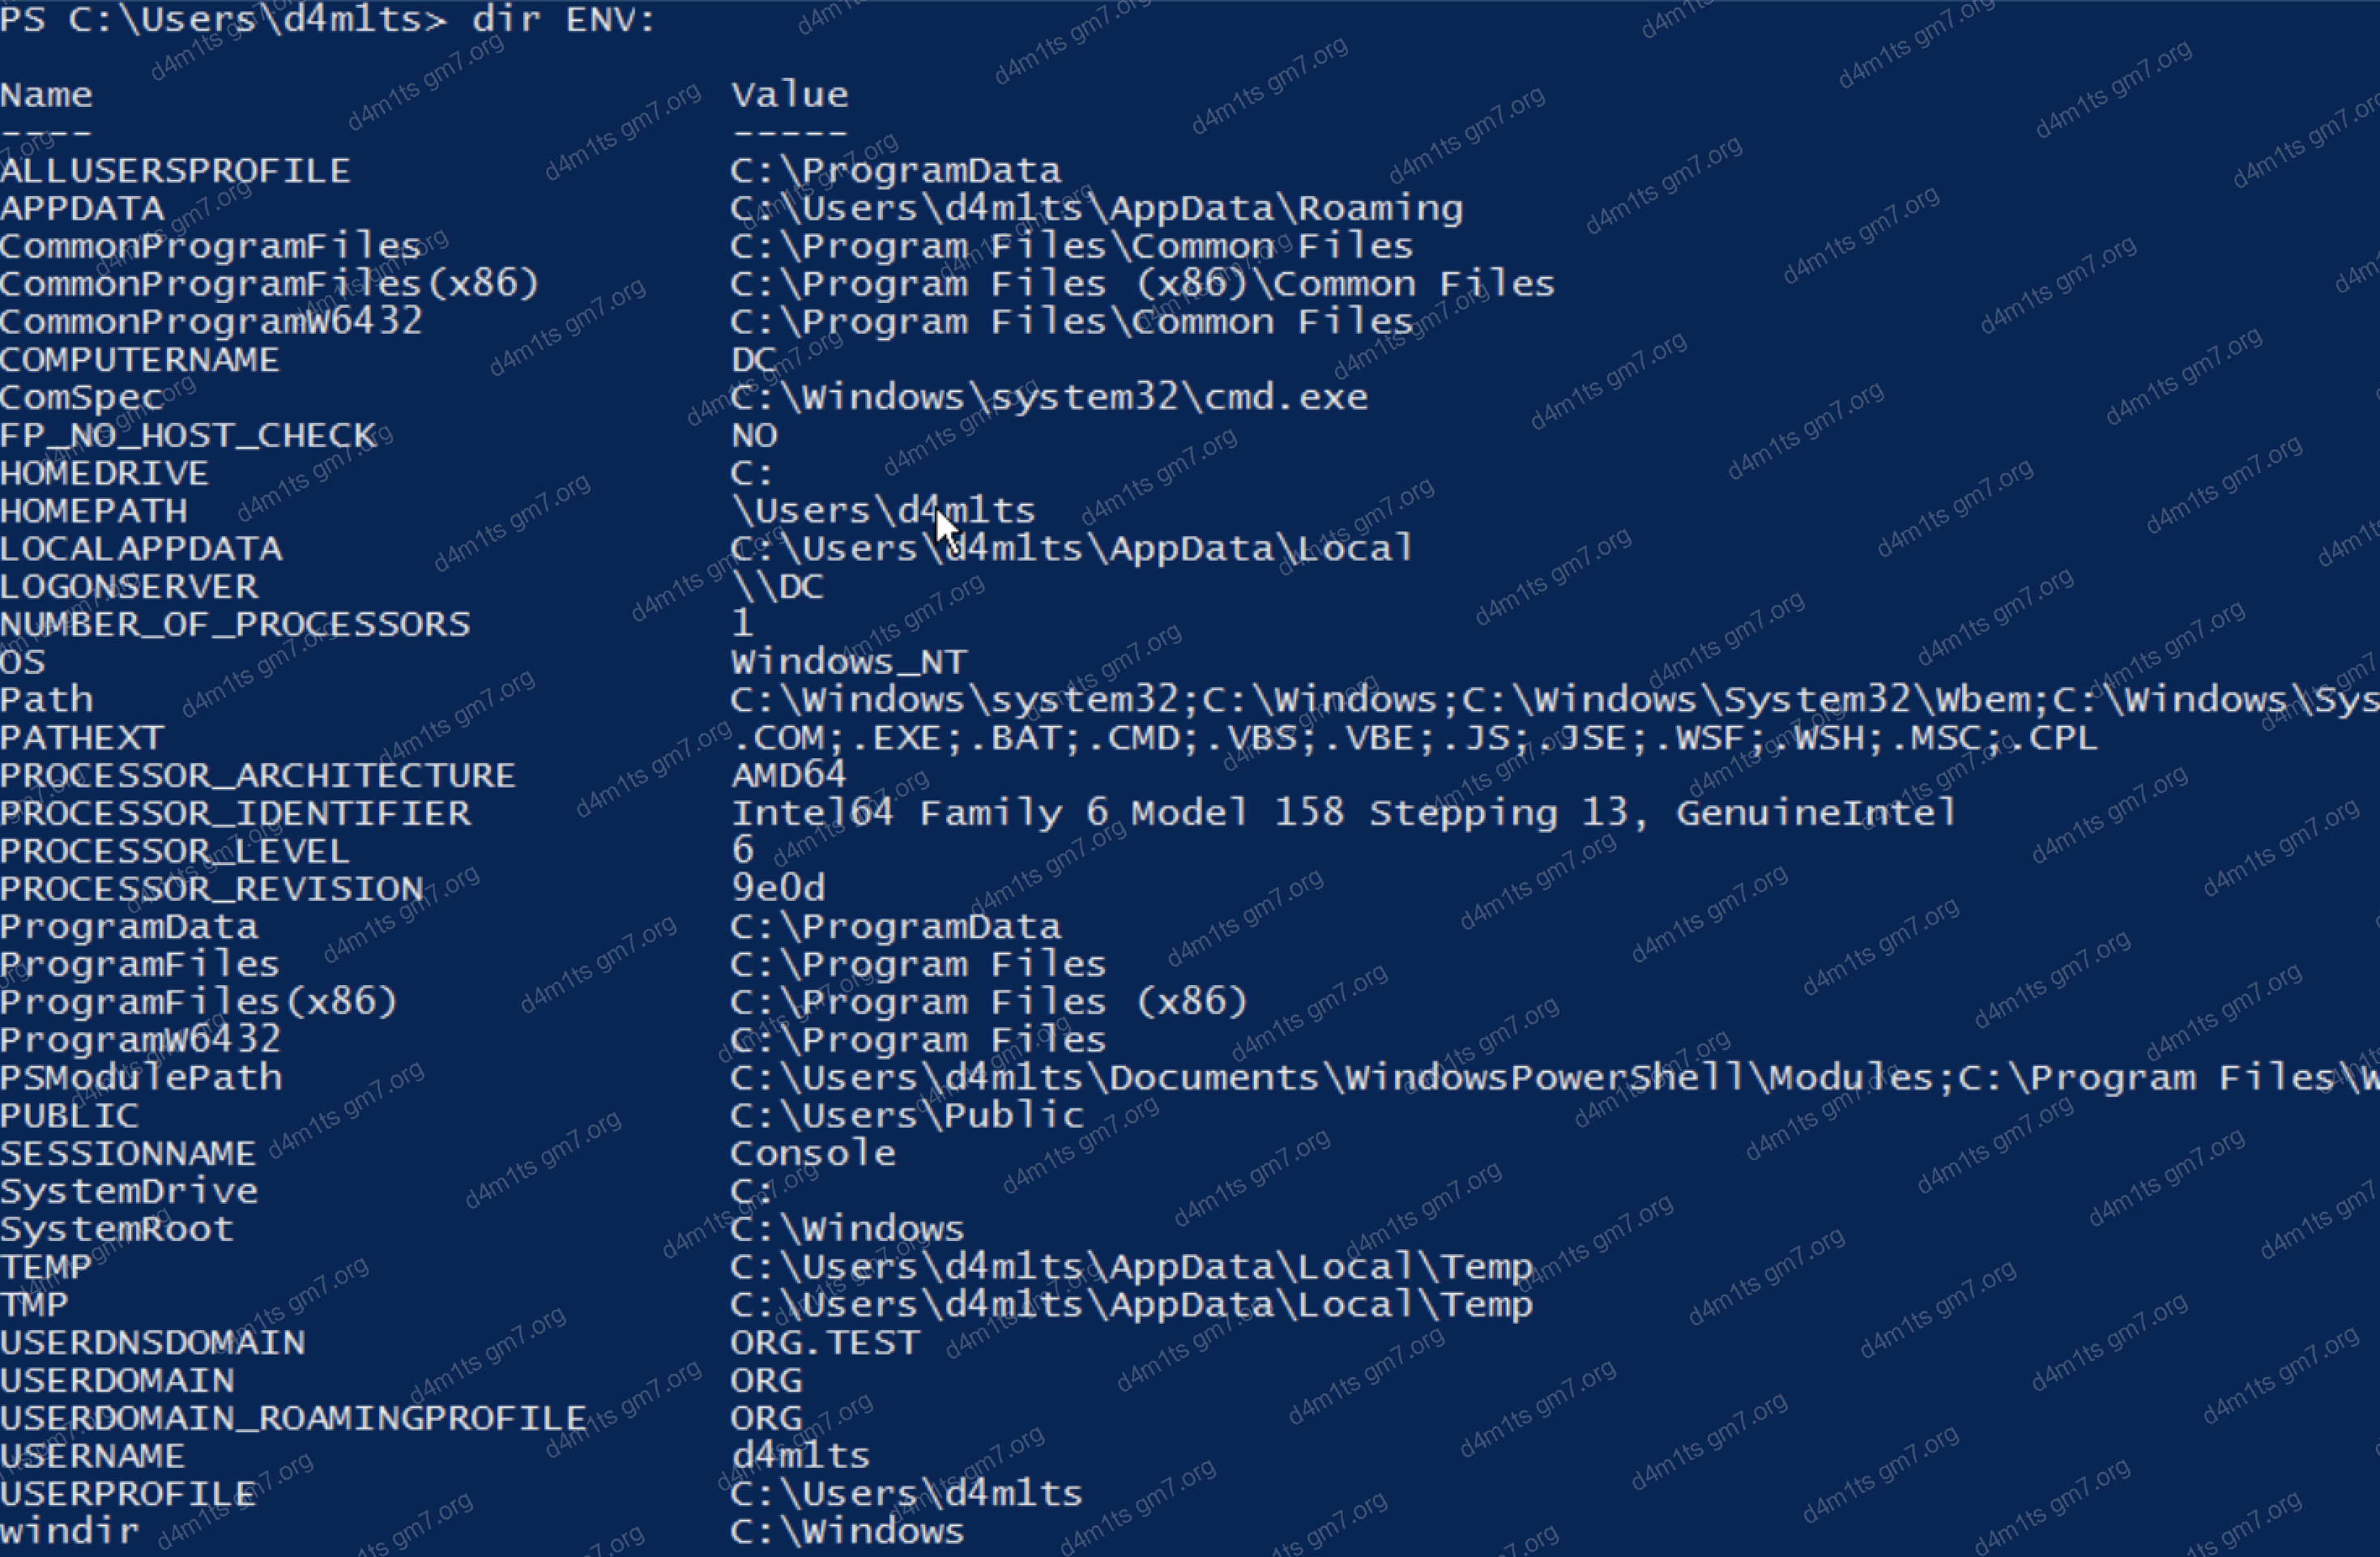 PS C:\Users\d4m1ts> dir ENV:
Name Value
---- -----
ALLUSERSPROFILE C:\ProgramData
APPDATA C:\Users\d4m1ts\AppData\Roaming
CommonProgramFiles C:\Program Files\Common Files
CommonProgramFiles(x86) C:\Program Files (x86)\Common Files
CommonProgramW6432 C:\Program Files\Common Files
COMPUTERNAME DC
ComSpec C:\Windows\system32\cmd.exe
FP_NO_HOST_CHECK NO
HOMEDRIVE C:
HOMEPATH \Users\d4m1ts
LOCALAPPDATA C:\Users\d4m1ts\AppData\Local
LOGONSERVER \\DC
NUMBER_OF_PROCESSORS 1
OS Windows_NT
Path C:\Windows\system32;C:\Windows;C:\Windows\System32\Wbem;C:\Windows\Sys
PATHEXT .COM;.EXE;.BAT;.CMD;.VBS;.VBE;.JS;.JSE;.WSF;.WSH;.MSC;.CPL
PROCESSOR_ARCHITECTURE AMD64
PROCESSOR_IDENTIFIER Intel64 Family 6 Model 158 Stepping 13, GenuineIntel
PROCESSOR_LEVEL 6
PROCESSOR_REVISION 9e0d
ProgramData C:\ProgramData
ProgramFiles C:\Program Files
ProgramFiles(x86) C:\Program Files (x86)
ProgramW6432 C:\Program Files
PSModulePath C:\Users\d4m1ts\Documents\WindowsPowerShell\Modules;C:\Program Files\W
PUBLIC C:\Users\Public
SESSIONNAME Console
SystemDrive C:
SystemRoot C:\Windows
TEMP C:\Users\d4m1ts\AppData\Local\Temp
TMP C:\Users\d4m1ts\AppData\Local\Temp
USERDNSDOMAIN ORG.TEST
USERDOMAIN ORG
USERDOMAIN_ROAMINGPROFILE ORG
USERNAME d4m1ts
USERPROFILE C:\Users\d4m1ts
windir C:\Windows
d4m1ts gm7.org